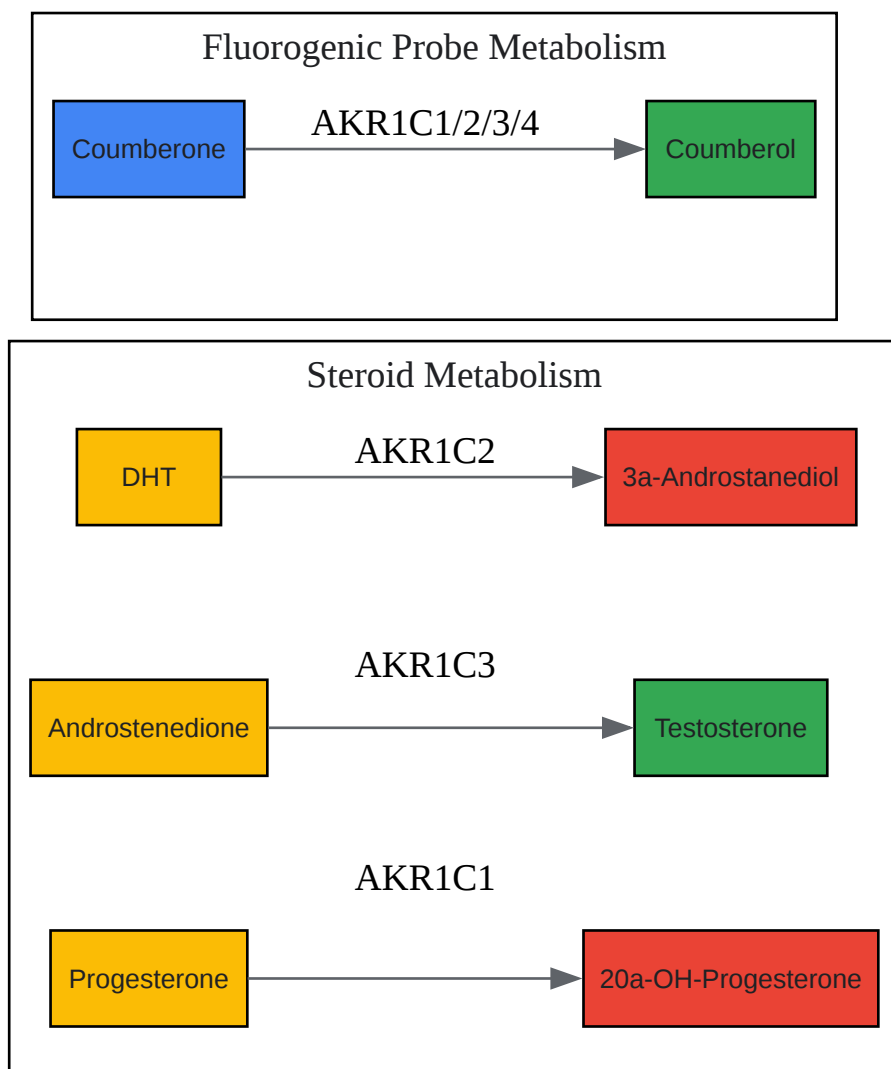 Fluorogenic Probe Metabolism
AKR1C1/2/3/4
Coumberone
Coumberol
Steroid Metabolism
AKR1C2
DHT
3a-Androstanediol
AKR1C3
Androstenedione
Testosterone
AKR1C1
Progesterone
20a-OH-Progesterone